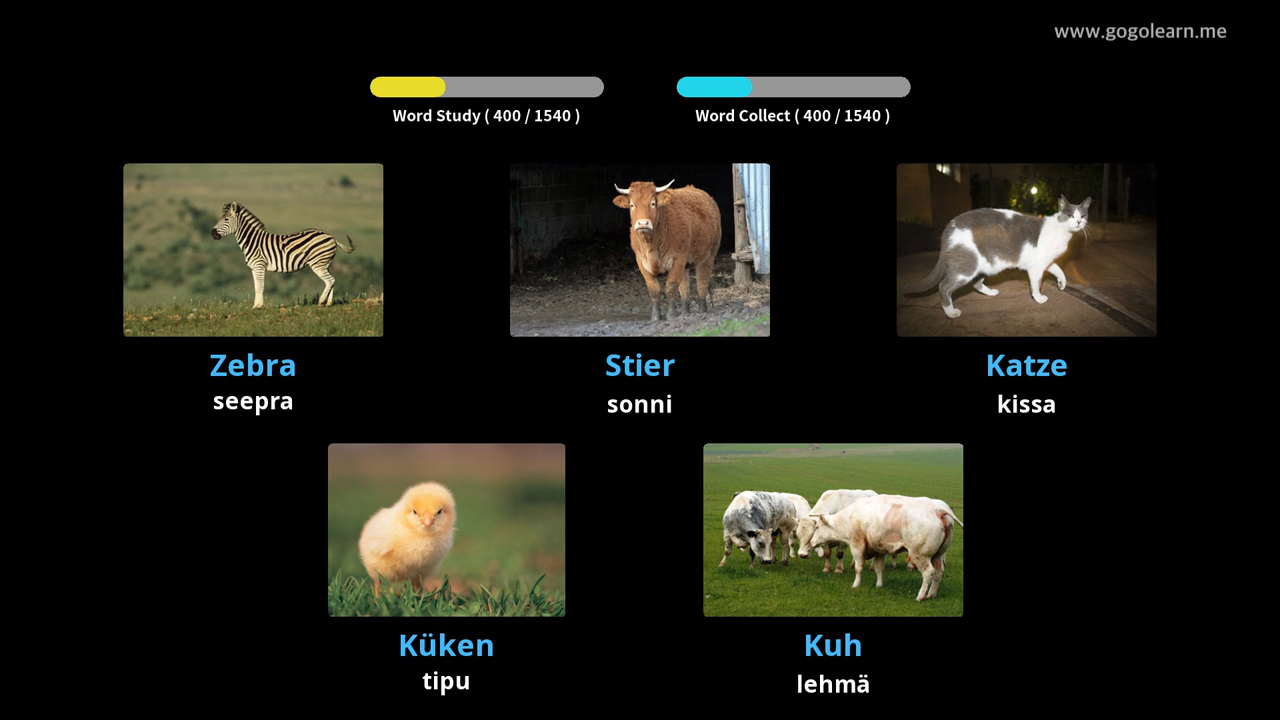 www.gogolearn.me
Word Study ( 400 / 1540 )
Word Collect ( 400 / 1540 )
Zebra
seepra
Stier
sonni
Katze
kissa
Küken
tipu
Kuh
lehmä